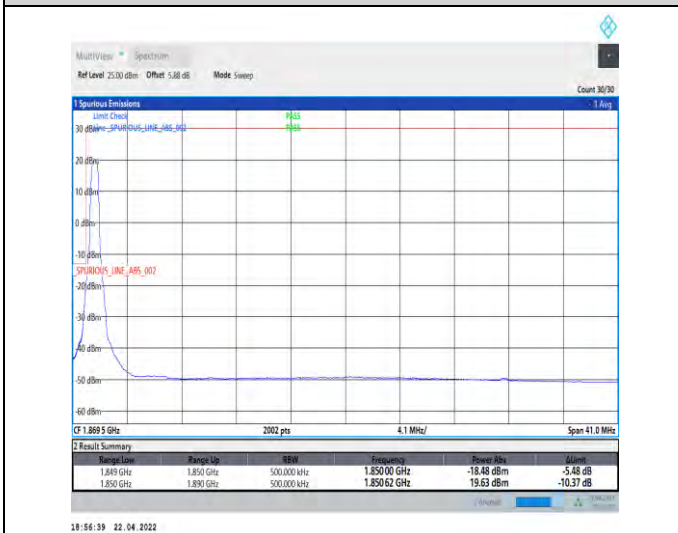 MultiView Spectrum
Ref Level 25.00 dBm Offset 5.88 dB Mode Sweep
Count 30/30
1 Spurious Emissions 1 Avg
Limit Check PASS
30 dBm Line _SPURIOUS_LINE_ABS_002 PASS
20 dBm
10 dBm
0 dBm
-10 dBm
_SPURIOUS_LINE_ABS_002
-20 dBm
-30 dBm
-40 dBm
-50 dBm
-60 dBm
CF 1.869 5 GHz 2002 pts 4.1 MHz/ Span 41.0 MHz
2 Result Summary
Range Low Range Up RBW Frequency Power Abs ΔLimit
1.849 GHz 1.850 GHz 500.000 kHz 1.85000 GHz -18.48 dBm -5.48 dB
1.850 GHz 1.890 GHz 500.000 kHz 1.85062 GHz 19.63 dBm -10.37 dB
18:56:39 22.04.2022